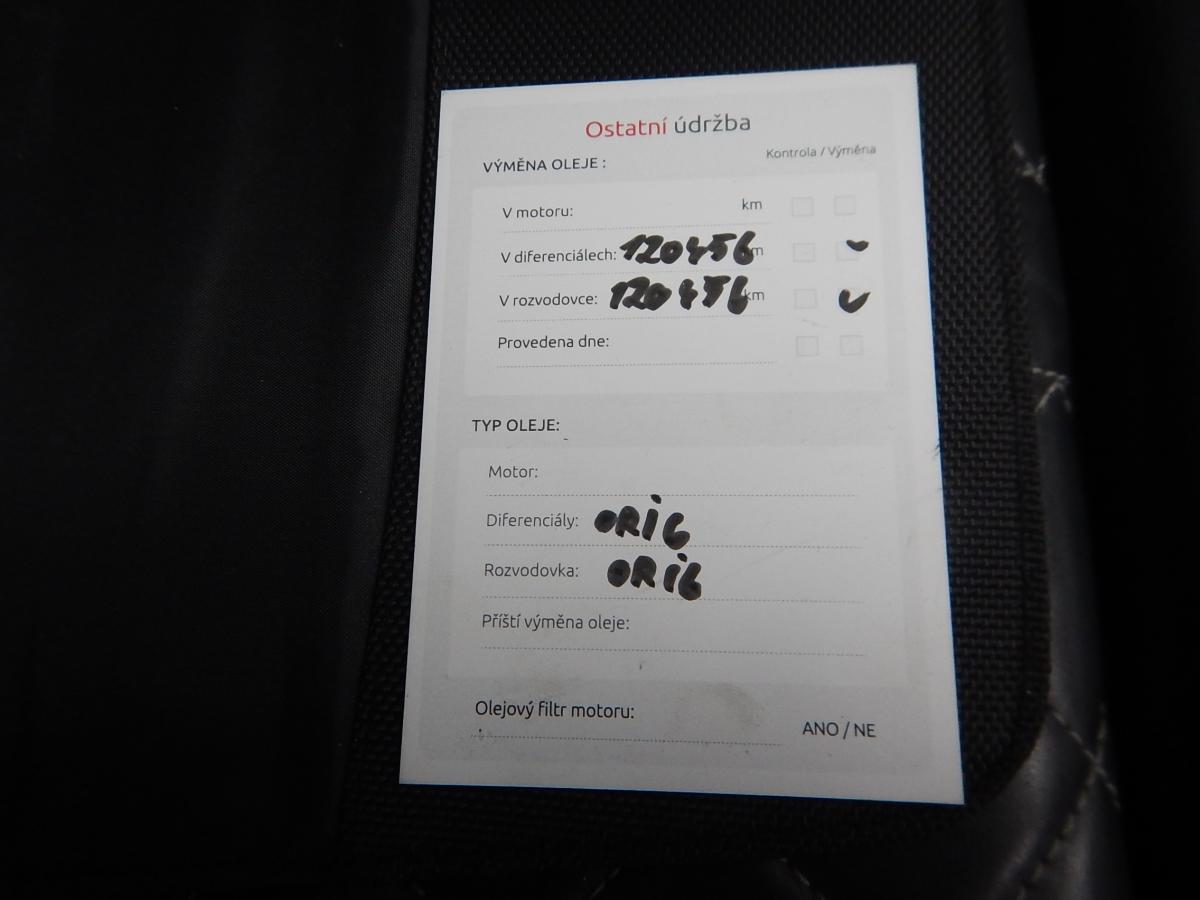 Ostatní údržba
Kontrola / Výměna
VÝMĚNA OLEJE :
V motoru: km
V diferenciálech: 120456 km
V rozvodovce: 120456 km
Provedena dne:
TYP OLEJE:
Motor:
Diferenciály: ORIG
Rozvodovka: ORIG
Příští výměna oleje:
Olejový filtr motoru:
ANO / NE